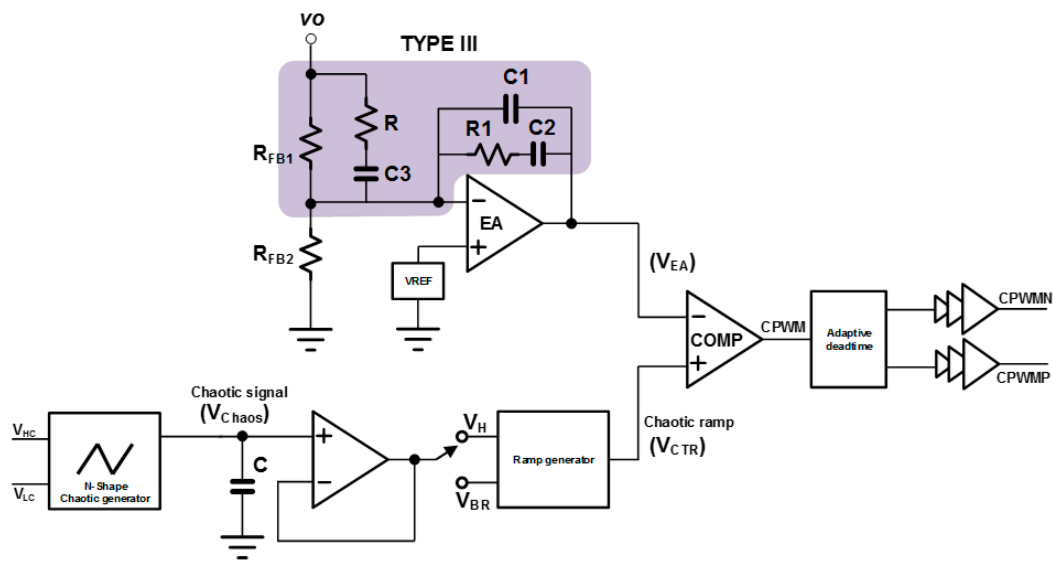 vo
TYPE III
C1
R
R1
C2
RFB1
C3
−
EA
+
RFB2
VREF
(VEA)
−
COMP
+
CPWM
Adaptive
deadtime
CPWMN
CPWMP
Chaotic signal
(VChaos)
VHC
VLC
N-Shape
Chaotic generator
C
+
−
VH
VBR
Ramp generator
Chaotic ramp
(VCTR)